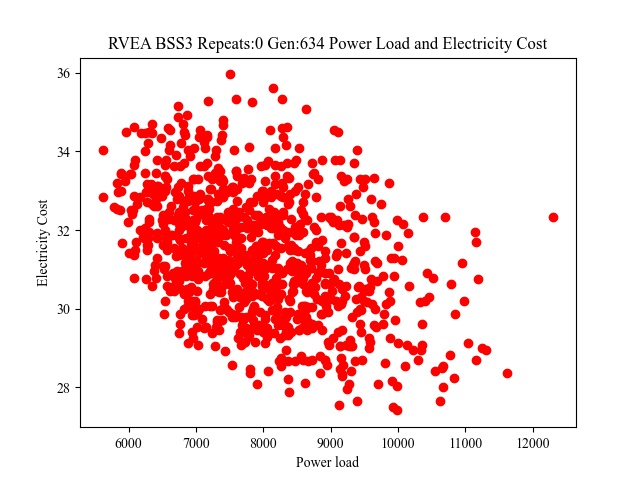 RVEA BSS3 Repeats:0 Gen:634 Power Load and Electricity Cost
36
34
32
30
28
Electricity Cost
6000 7000 8000 9000 10000 11000 12000
Power load